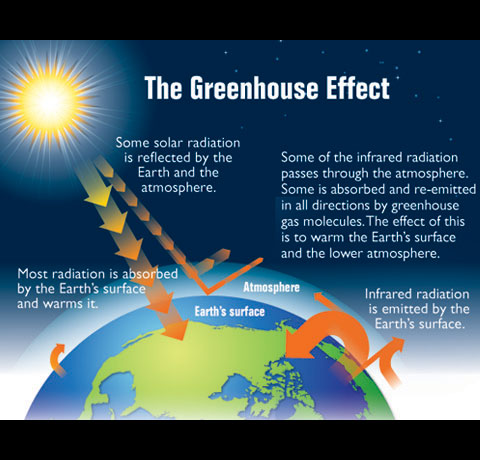 The Greenhouse Effect
Some solar radiation
is reflected by the
Earth and the
atmosphere.
Some of the infrared radiation
passes through the atmosphere.
Some is absorbed and re-emitted
in all directions by greenhouse
gas molecules. The effect of this
is to warm the Earth's surface
and the lower atmosphere.
Most radiation is absorbed
by the Earth's surface
and warms it.
Atmosphere
Earth's surface
Infrared radiation
is emitted by the
Earth's surface.